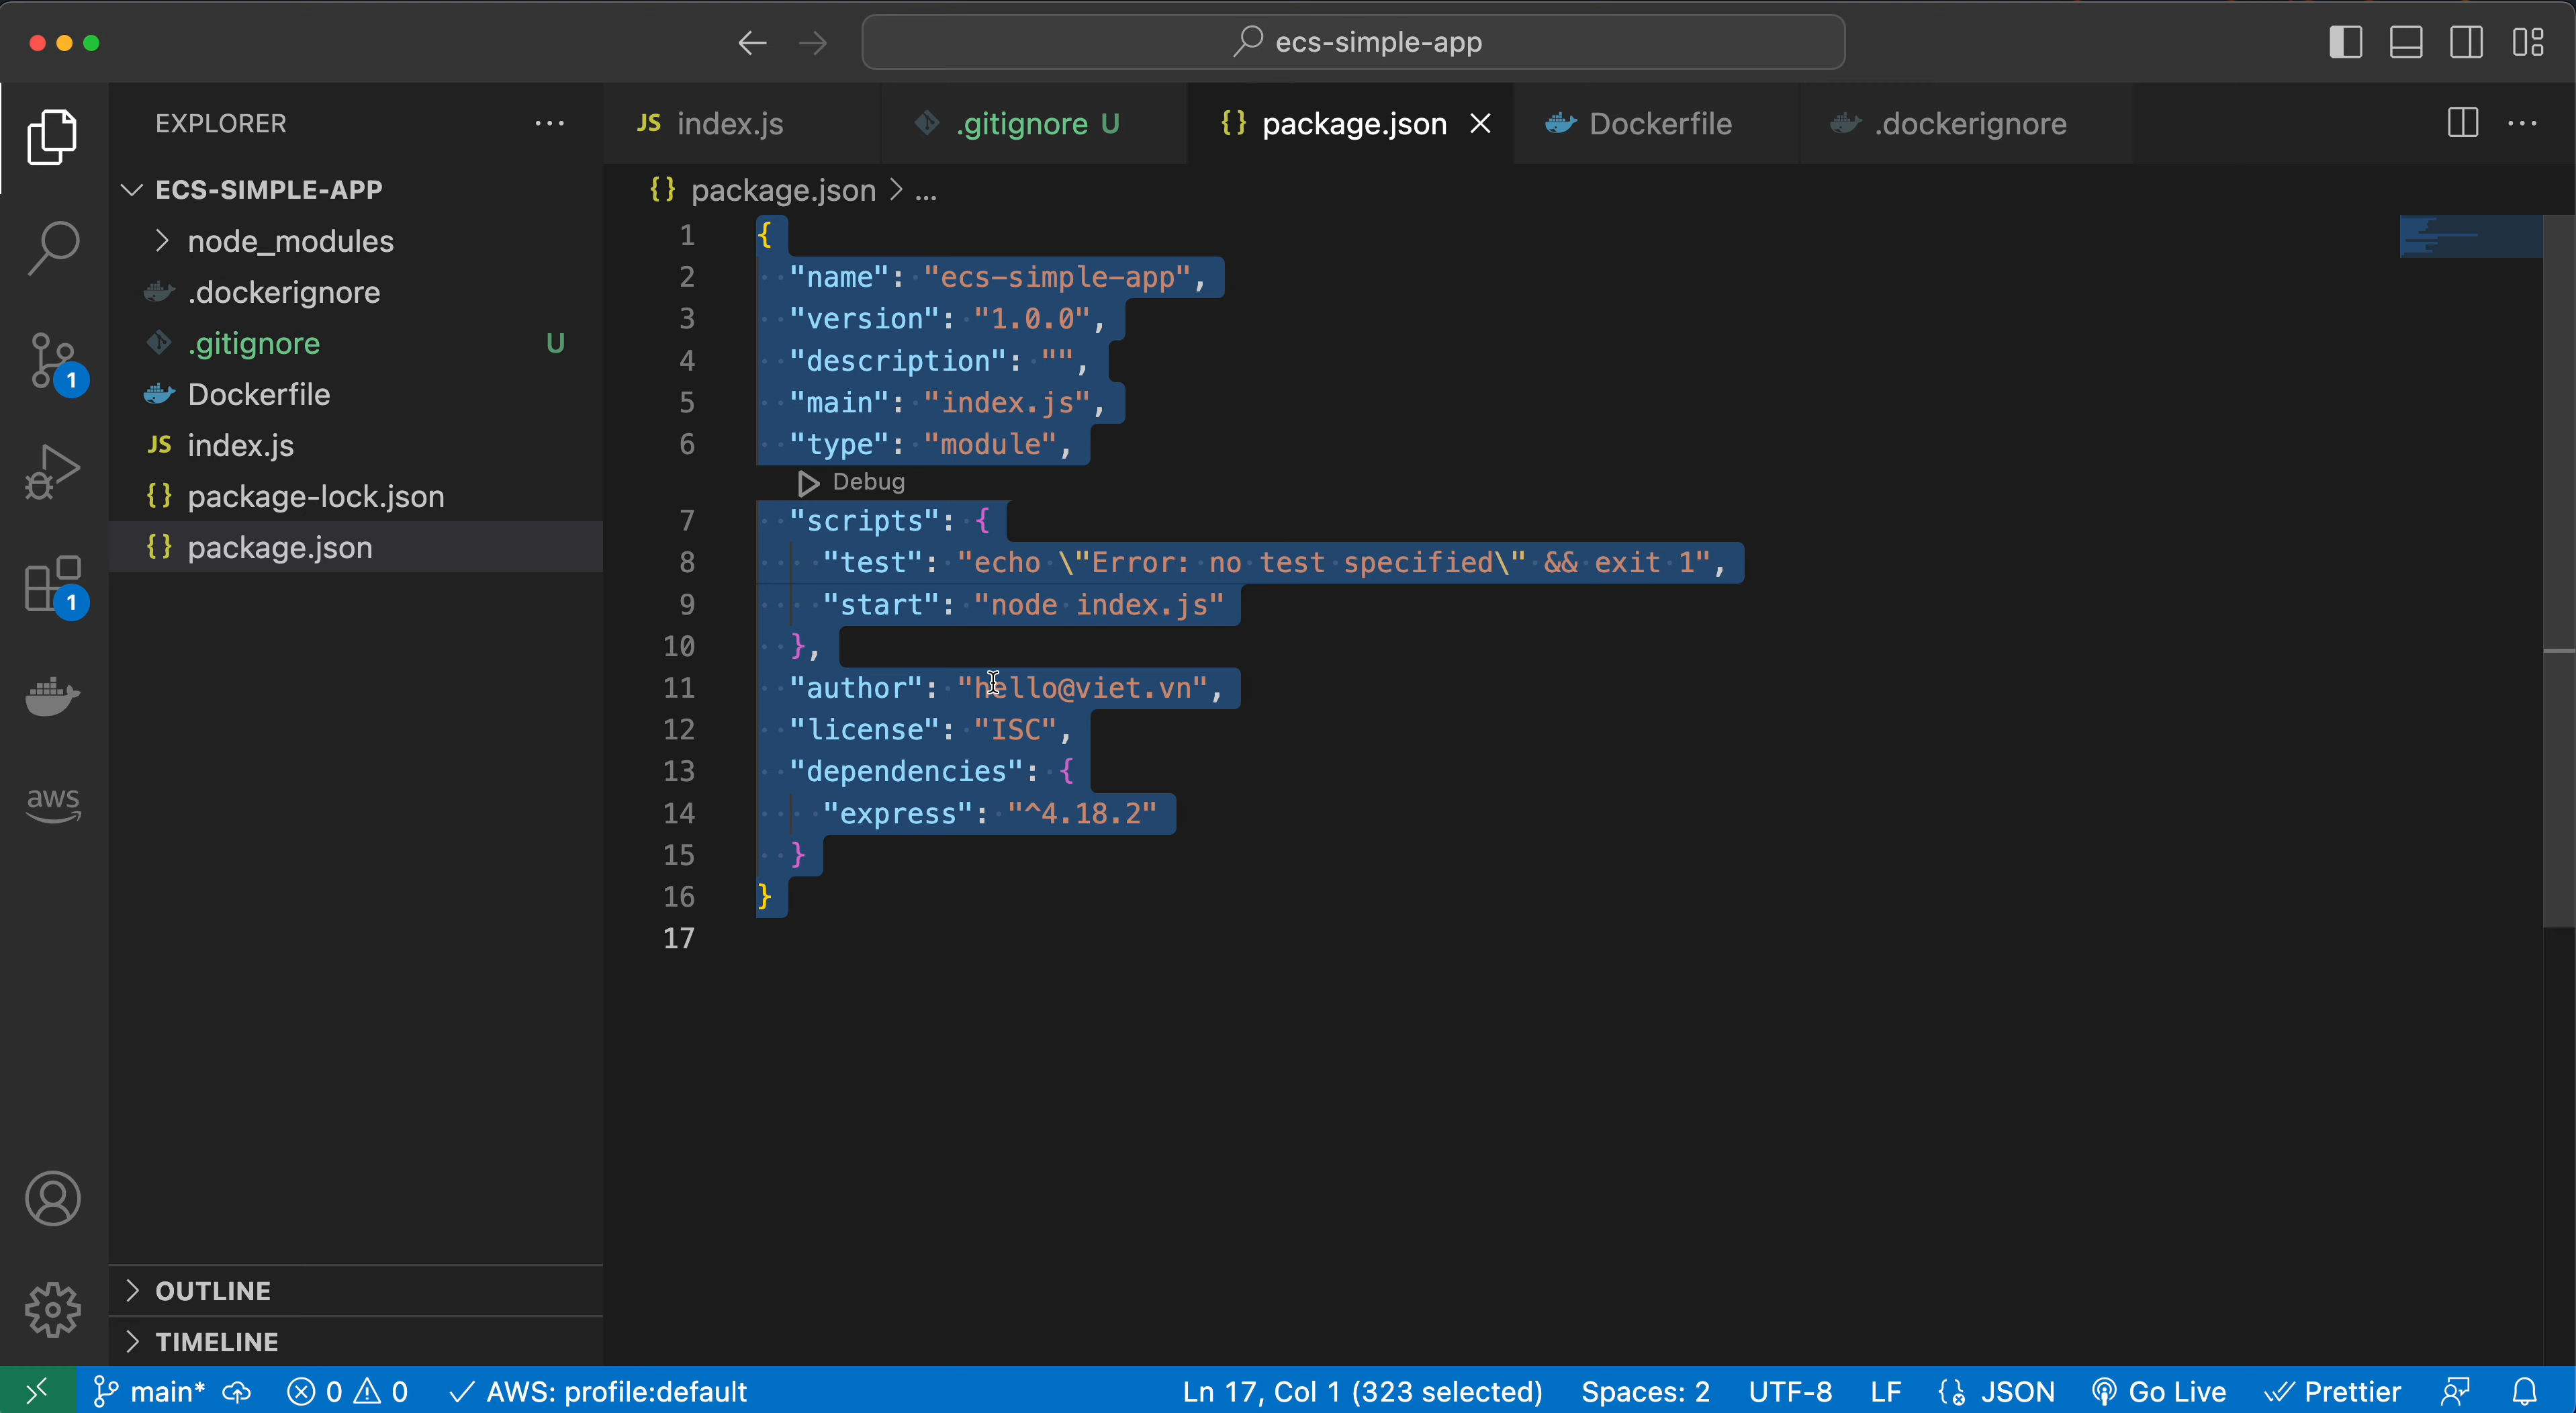 ecs-simple-app
EXPLORER
JS index.js
.gitignore U
{} package.json
Dockerfile
.dockerignore
ECS-SIMPLE-APP
node_modules
.dockerignore
.gitignore U
Dockerfile
JS index.js
{} package-lock.json
{} package.json
1
1
aws
OUTLINE
TIMELINE
{} package.json > ...
1 {
2 "name": "ecs-simple-app",
3 "version": "1.0.0",
4 "description": "",
5 "main": "index.js",
6 "type": "module",
Debug
7 "scripts": {
8 "test": "echo \"Error: no test specified\" && exit 1",
9 "start": "node index.js"
10 },
11 "author": "hello@viet.vn",
12 "license": "ISC",
13 "dependencies": {
14 "express": "^4.18.2"
15 }
16 }
17
main* 0 0 AWS: profile:default Ln 17, Col 1 (323 selected) Spaces: 2 UTF-8 LF JSON Go Live Prettier